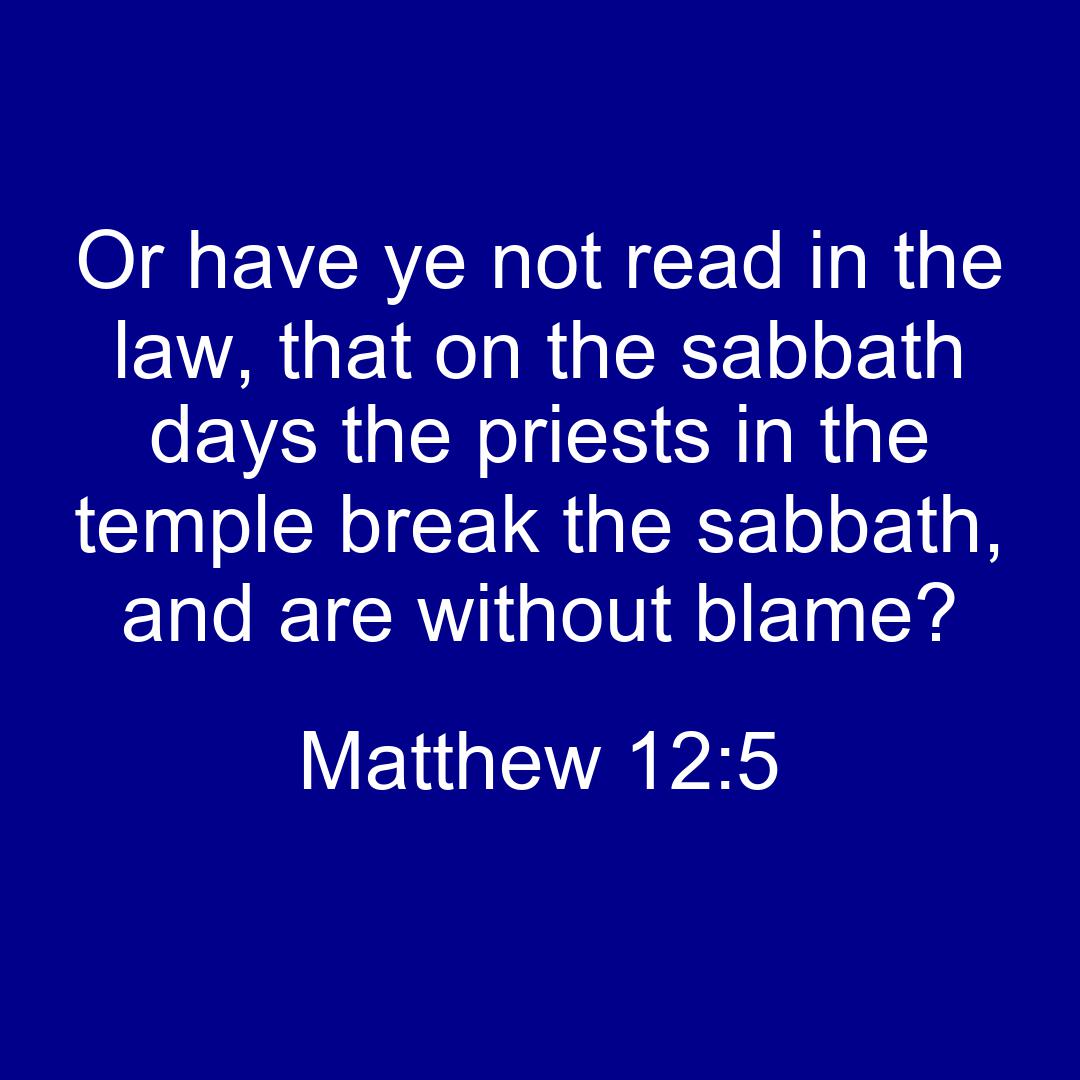 Or have ye not read in the
law, that on the sabbath
days the priests in the
temple break the sabbath,
and are without blame?
Matthew 12:5